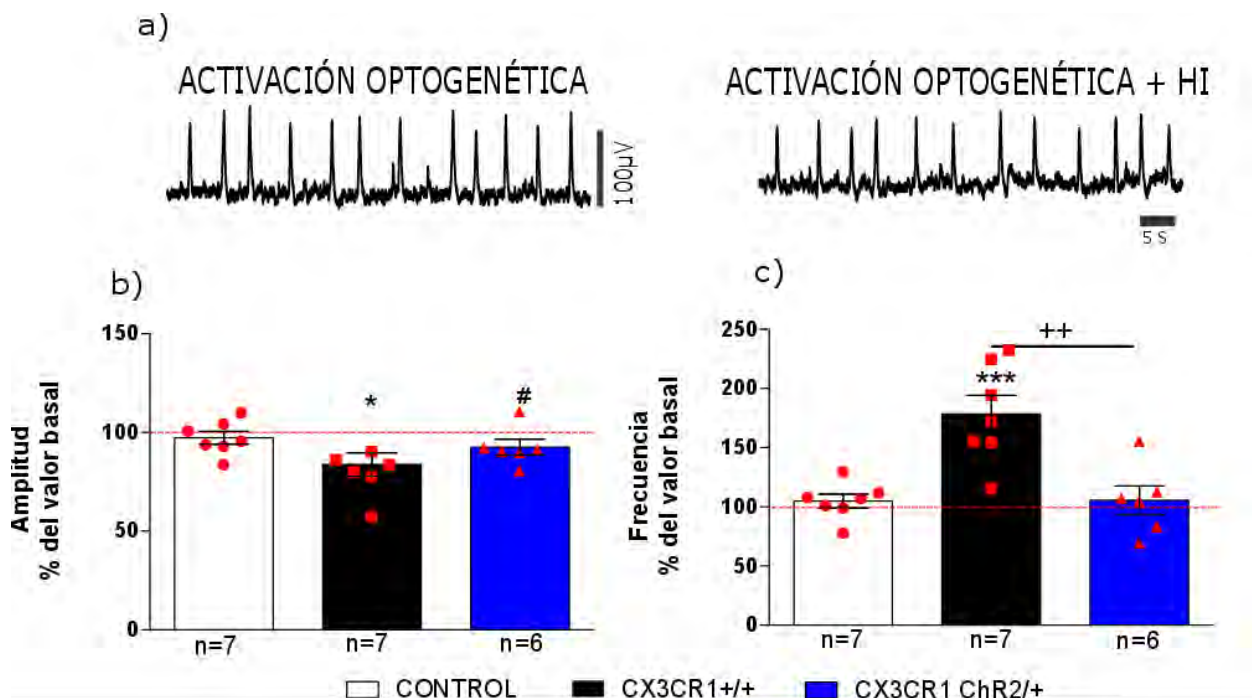 a)
ACTIVACIÓN OPTOGENÉTICA
100µV
ACTIVACIÓN OPTOGENÉTICA + HI
5 S
b)
Amplitud
% del valor basal
150
100
50
0
*
#
n=7
n=7
n=6
c)
Frecuencia
% del valor basal
250
200
150
100
50
0
***
++
n=7
n=7
n=6
CONTROL
CX3CR1+/+
CX3CR1 ChR2/+